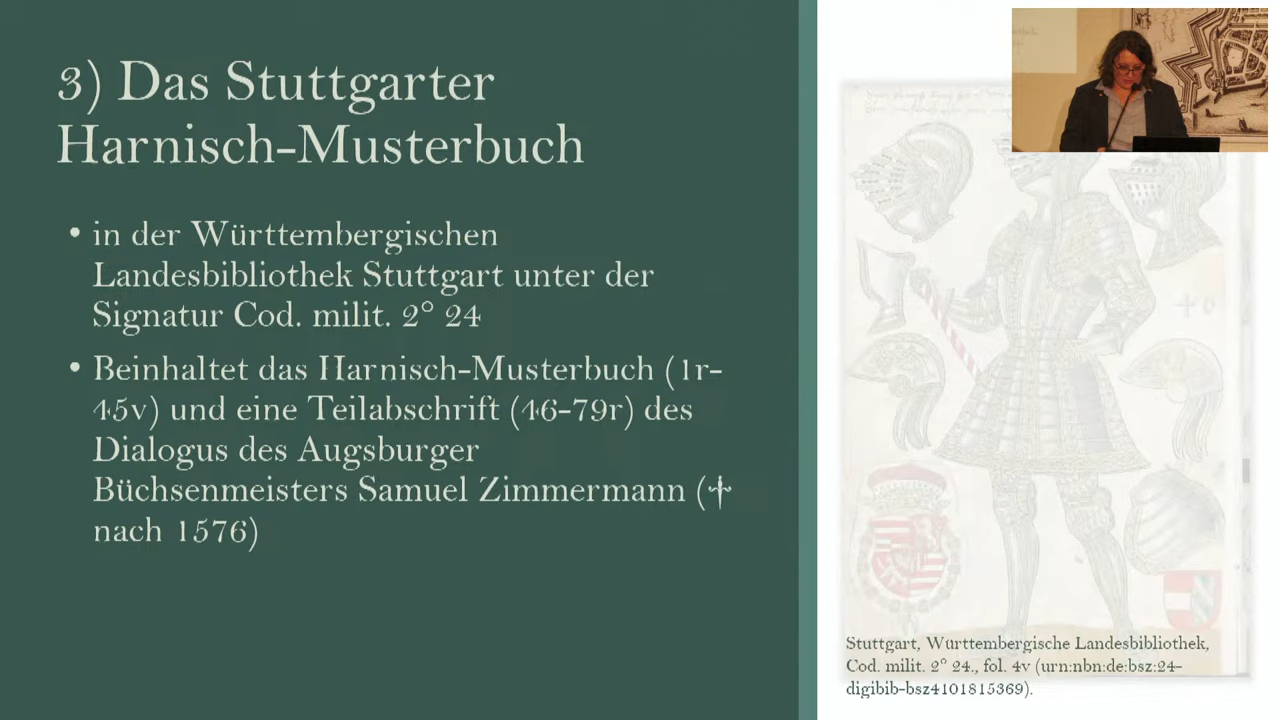 3) Das Stuttgarter
Harnisch-Musterbuch
• in der Württembergischen
Landesbibliothek Stuttgart unter der
Signatur Cod. milit. 2° 24
• Beinhaltet das Harnisch-Musterbuch (1r-
45v) und eine Teilabschrift (46-79r) des
Dialogus des Augsburger
Büchsenmeisters Samuel Zimmermann (†
nach 1576)
Stuttgart, Württembergische Landesbibliothek,
Cod. milit. 2° 24., fol. 4v (urn:nbn:de:bsz:24-
digibib-bsz4101815369).